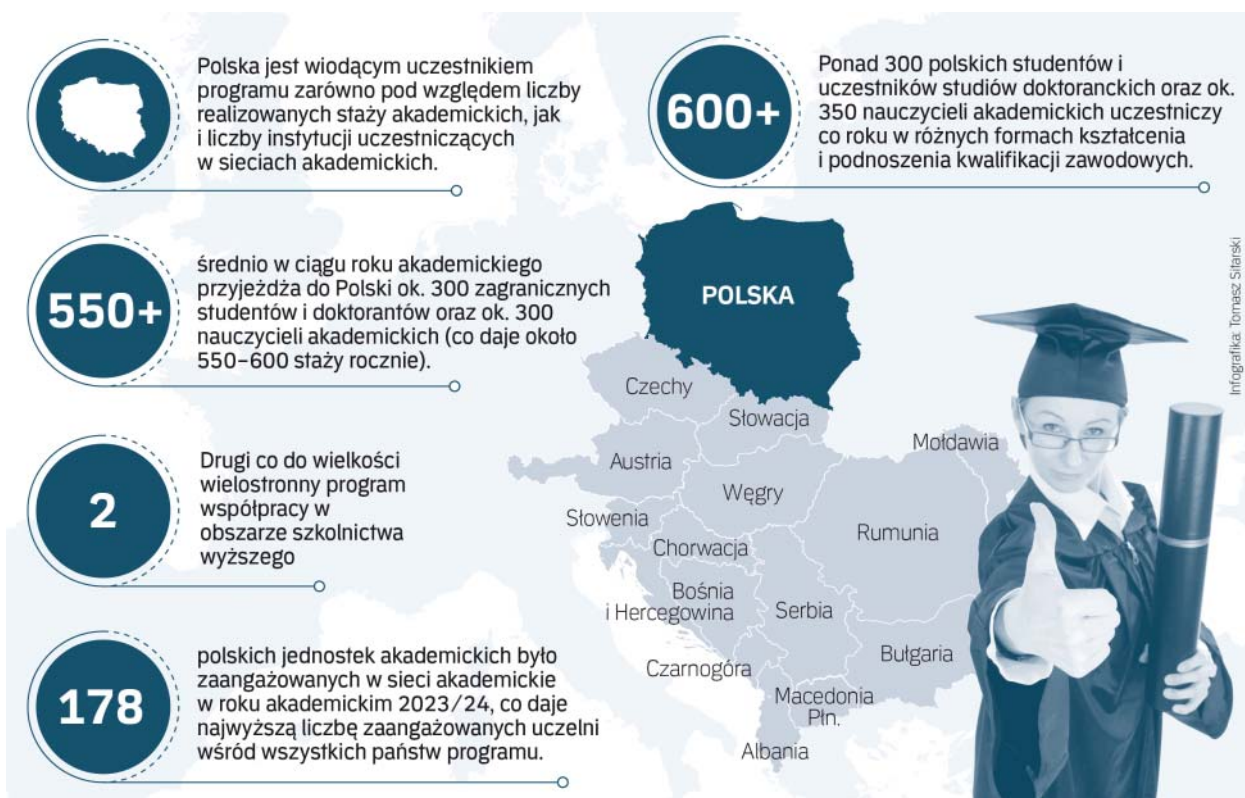 Polska jest wiodącym uczestnikiem
programu zarówno pod względem liczby
realizowanych staży akademickich, jak
i liczby instytucji uczestniczących
w sieciach akademickich.
600+
Ponad 300 polskich studentów i
uczestników studiów doktoranckich oraz ok.
350 nauczycieli akademickich uczestniczy
co roku w różnych formach kształcenia
i podnoszenia kwalifikacji zawodowych.
550+
średnio w ciągu roku akademickiego
przyjeżdża do Polski ok. 300 zagranicznych
studentów i doktorantów oraz ok. 300
nauczycieli akademickich (co daje około
550–600 staży rocznie).
2
Drugi co do wielkości
wielostronny program
współpracy w
obszarze szkolnictwa
wyższego
178
polskich jednostek akademickich było
zaangażowanych w sieci akademickie
w roku akademickim 2023/24, co daje
najwyższą liczbę zaangażowanych uczelni
wśród wszystkich państw programu.
POLSKA
Czechy
Słowacja
Mołdawia
Austria
Węgry
Słowenia
Rumunia
Chorwacja
Bośnia
i Hercegowina
Serbia
Bułgaria
Czarnogóra
Macedonia
Płn.
Albania
Infografika: Tomasz Sitarski